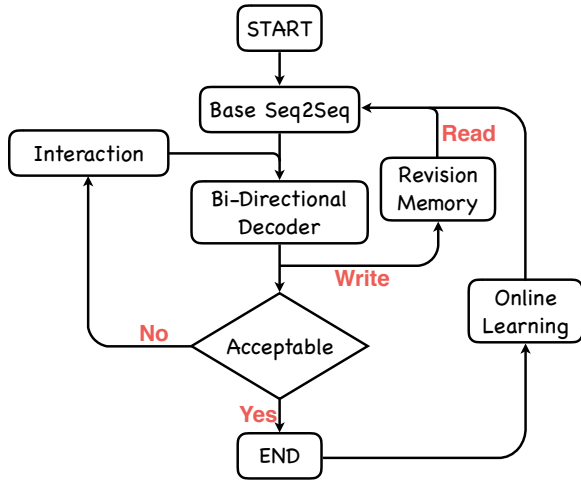 START
Base Seq2Seq
Read
Interaction
Revision
Memory
Bi-Directional
Decoder
Write
Online
Learning
No
Acceptable
Yes
END